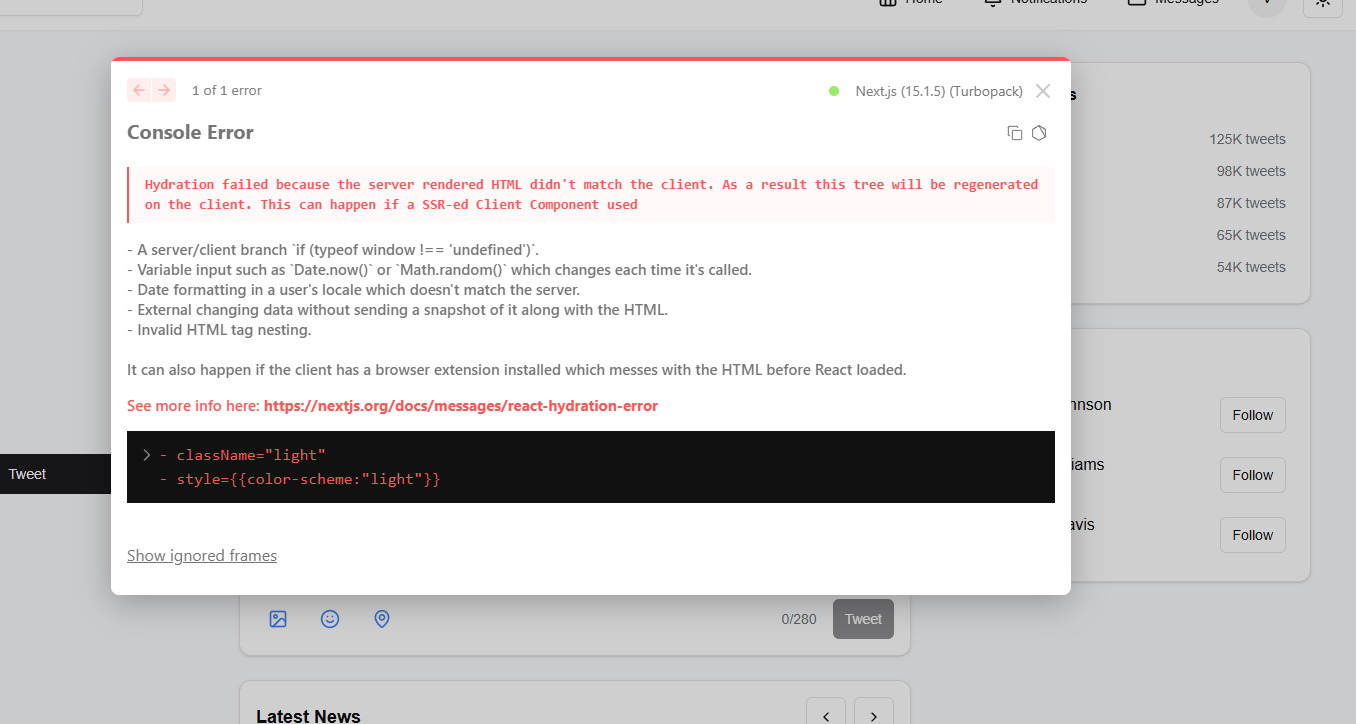 Home
Notifications
Messages
1 of 1 error
Next.js (15.1.5) (Turbopack)
Console Error
Hydration failed because the server rendered HTML didn't match the client. As a result this tree will be regenerated
on the client. This can happen if a SSR-ed Client Component used
- A server/client branch `if (typeof window !== 'undefined')`.
- Variable input such as `Date.now()` or `Math.random()` which changes each time it's called.
- Date formatting in a user's locale which doesn't match the server.
- External changing data without sending a snapshot of it along with the HTML.
- Invalid HTML tag nesting.
It can also happen if the client has a browser extension installed which messes with the HTML before React loaded.
See more info here: https://nextjs.org/docs/messages/react-hydration-error
- className="light"
- style={{color-scheme:"light"}}
Show ignored frames
Tweet
s
125K tweets
98K tweets
87K tweets
65K tweets
54K tweets
nnson
Follow
iams
Follow
avis
Follow
0/280
Tweet
Latest News